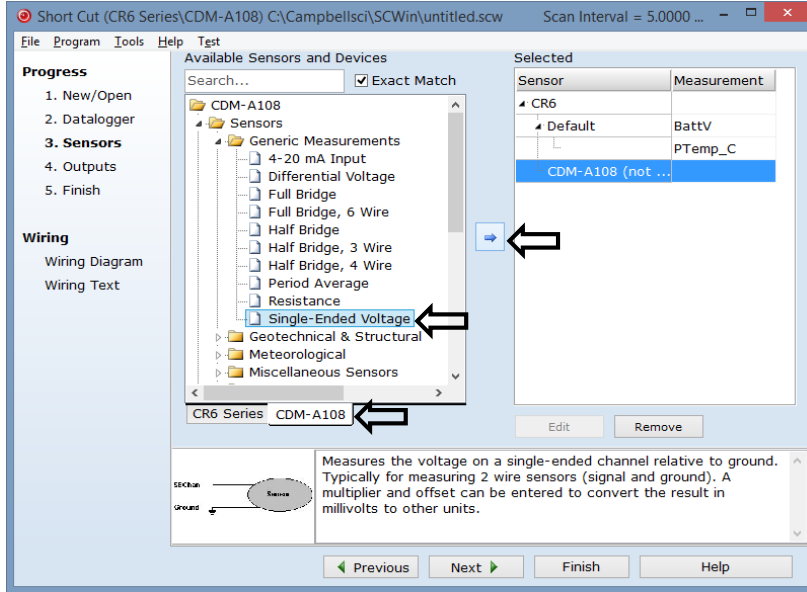 Short Cut (CR6 Series\CDM-A108) C:\Campbellsci\SCWin\untitled.scw Scan Interval = 5.0000 ...
File Program Tools Help Test
Progress
1. New/Open
2. Datalogger
3. Sensors
4. Outputs
5. Finish
Wiring
Wiring Diagram
Wiring Text
Available Sensors and Devices
Search...
Exact Match
CDM-A108
Sensors
Generic Measurements
4-20 mA Input
Differential Voltage
Full Bridge
Full Bridge, 6 Wire
Half Bridge
Half Bridge, 3 Wire
Half Bridge, 4 Wire
Period Average
Resistance
Single-Ended Voltage
Geotechnical & Structural
Meteorological
Miscellaneous Sensors
CR6 Series CDM-A108
Selected
Sensor Measurement
CR6
Default BattV
PTemp_C
CDM-A108 (not ...
Edit Remove
SEChan
Sensor
Ground
Measures the voltage on a single-ended channel relative to ground.
Typically for measuring 2 wire sensors (signal and ground). A
multiplier and offset can be entered to convert the result in
millivolts to other units.
Previous Next Finish Help